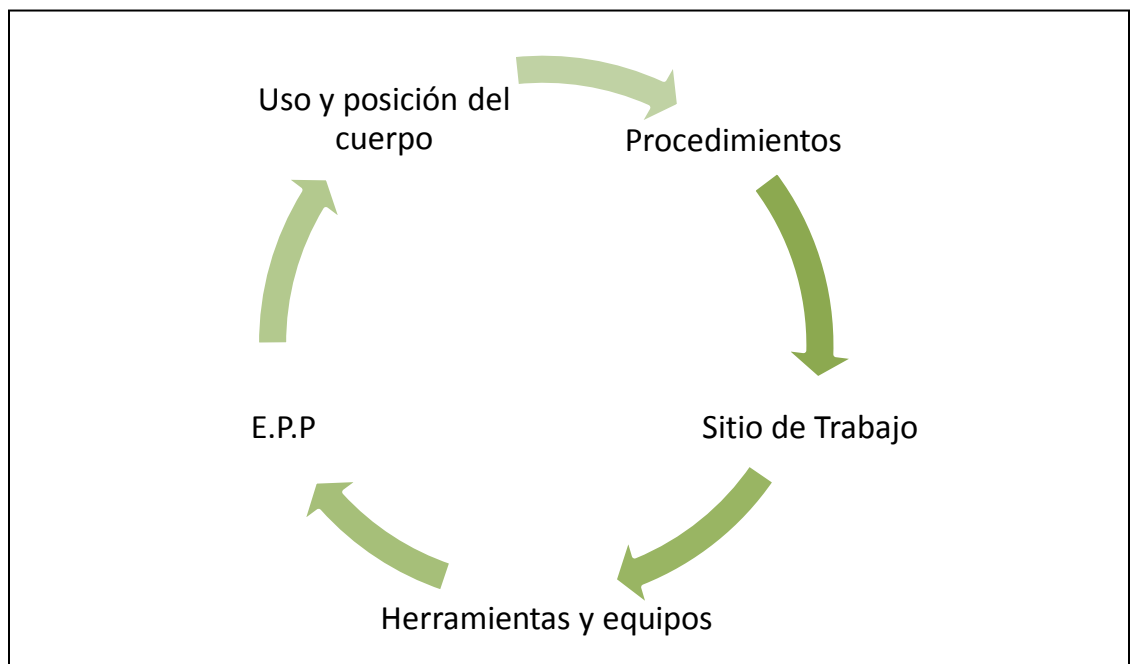 Uso y posición del
cuerpo
Procedimientos
Sitio de Trabajo
Herramientas y equipos
E.P.P